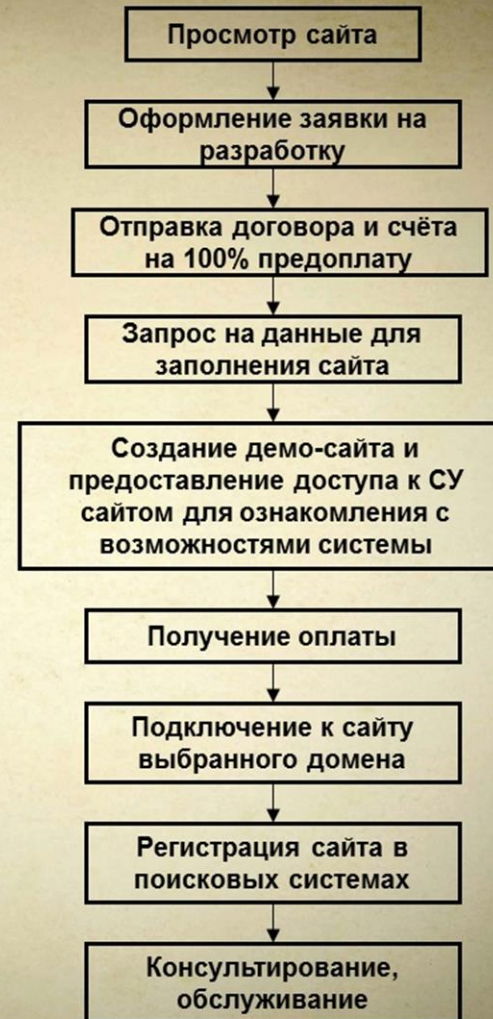 Просмотр сайта
Оформление заявки на
разработку
Отправка договора и счёта
на 100% предоплату
Запрос на данные для
заполнения сайта
Создание демо-сайта и
предоставление доступа к СУ
сайтом для ознакомления с
возможностями системы
Получение оплаты
Подключение к сайту
выбранного домена
Регистрация сайта в
поисковых системах
Консультирование,
обслуживание